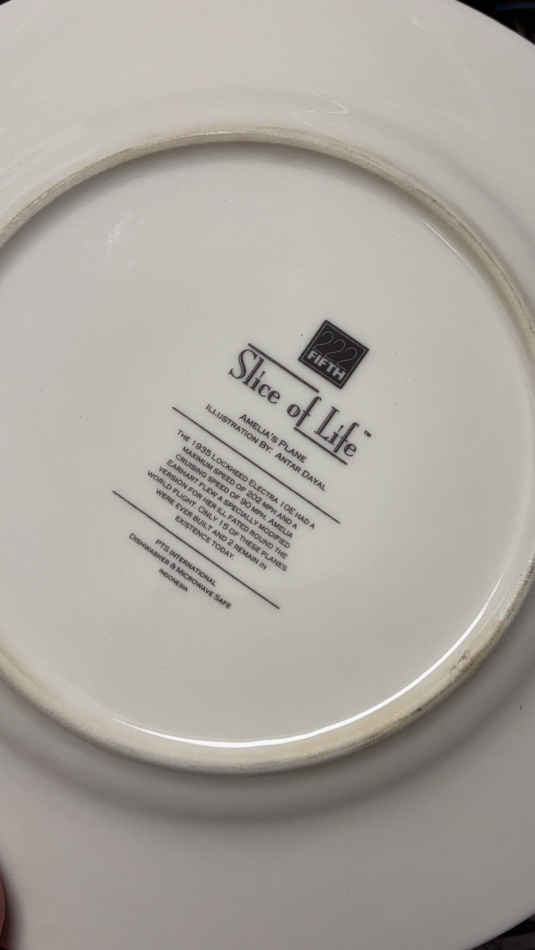 222
FIFTH
Slice of Life™
AMELIA'S PLANE
ILLUSTRATION BY: ANTAR DAYAL
THE 1935 LOCKHEED ELECTRA 10E HAD A
MAXIMUM SPEED OF 202 MPH AND A
CRUISING SPEED OF 90 MPH. AMELIA
EARHART FLEW A SPECIALLY MODIFIED
VERSION FOR HER ILL FATED ROUND THE
WORLD FLIGHT. ONLY 15 OF THESE PLANES
WERE EVER BUILT AND 2 REMAIN IN
EXISTENCE TODAY.
PTS INTERNATIONAL
DISHWASHER & MICROWAVE SAFE
INDONESIA